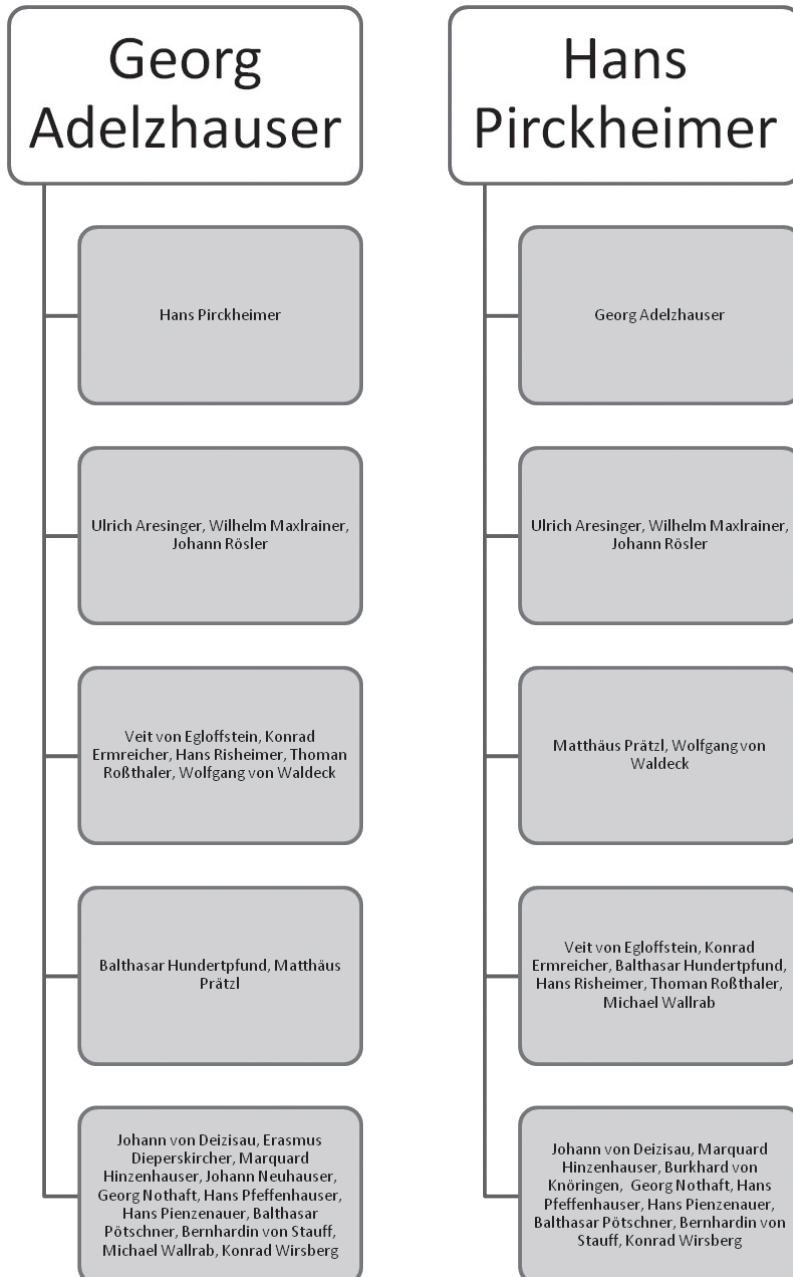 Georg
Adelzhauser
Hans Pirckheimer
Ulrich Aresinger, Wilhelm Maxlrainer,
Johann Rösler
Veit von Egloffstein, Konrad
Ermreicher, Hans Risheimer, Thoman
Roßthaler, Wolfgang von Waldeck
Balthasar Hundertpfund, Matthäus
Prätzl
Johann von Deizisau, Erasmus
Dieperskircher, Marquard
Hinzenhauser, Johann Neuhauser,
Georg Nothaft, Hans Pfeffenhauser,
Hans Pienzenauer, Balthasar
Pötschner, Bernhardin von Stauff,
Michael Wallrab, Konrad Wirsberg
Hans
Pirckheimer
Georg Adelzhauser
Ulrich Aresinger, Wilhelm Maxlrainer,
Johann Rösler
Matthäus Prätzl, Wolfgang von
Waldeck
Veit von Egloffstein, Konrad
Ermreicher, Balthasar Hundertpfund,
Hans Risheimer, Thoman Roßthaler,
Michael Wallrab
Johann von Deizisau, Marquard
Hinzenhauser, Burkhard von
Knöringen, Georg Nothaft, Hans
Pfeffenhauser, Hans Pienzenauer,
Balthasar Pötschner, Bernhardin von
Stauff, Konrad Wirsberg